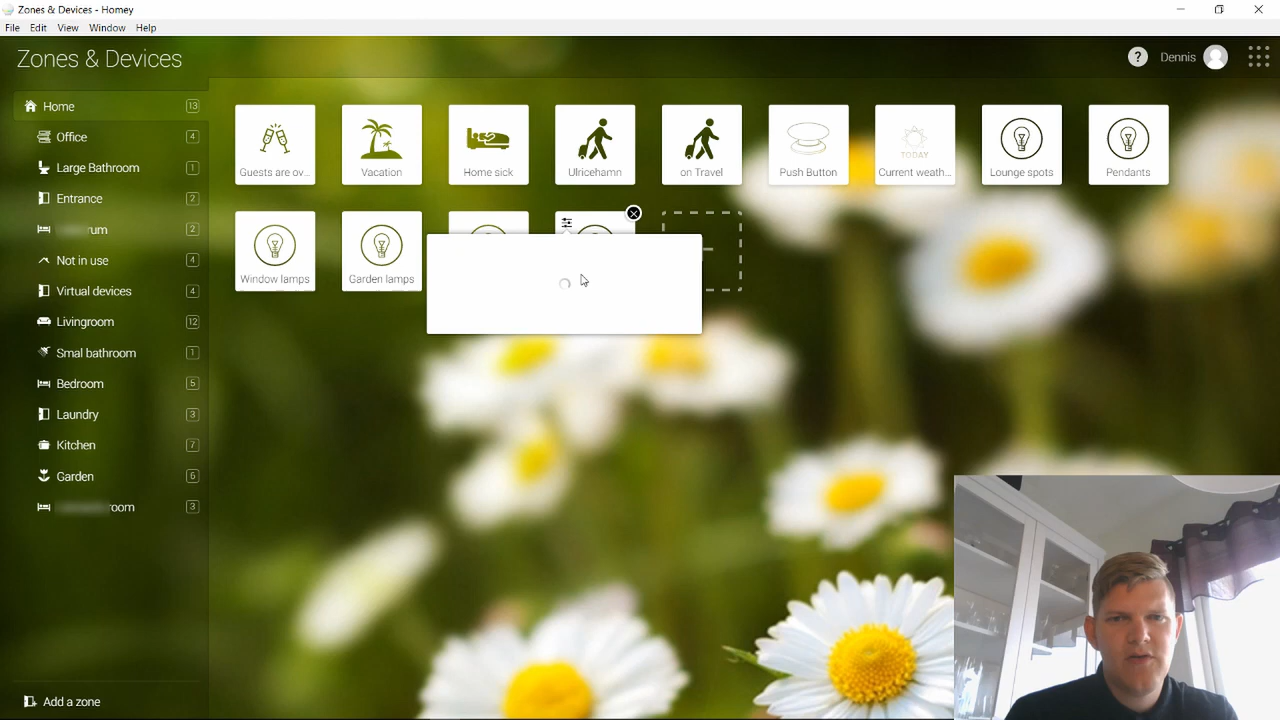 Zones & Devices - Homey
File Edit View Window Help
Zones & Devices
? Dennis
Home 13
Office 4
Large Bathroom 1
Entrance 2
rum 2
Not in use 4
Virtual devices 4
Livingroom 12
Smal bathroom 1
Bedroom 5
Laundry 3
Kitchen 7
Garden 6
room 3
Add a zone
Guests are ov...
Vacation
Home sick
Ulricehamn
on Travel
Push Button
TODAY
Current weath...
Lounge spots
Pendants
Window lamps
Garden lamps